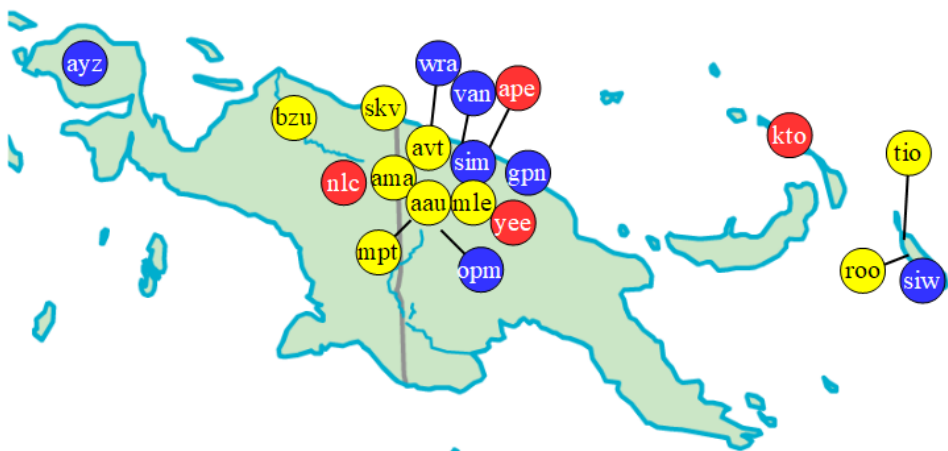 ayz
wra
van
ape
bzu
skv
kto
avt
tio
sim
gpn
nlc
ama
aau
mle
yee
mpt
opm
roo
siw